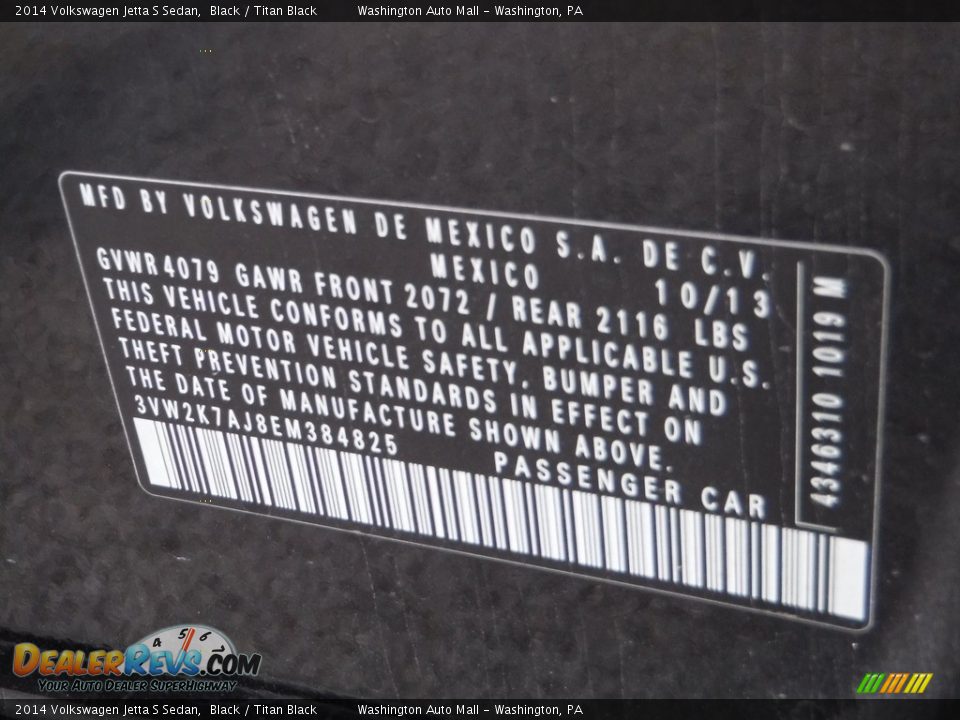 2014 Volkswagen Jetta S Sedan, Black / Titan Black Washington Auto Mall - Washington, PA
MFD BY VOLKSWAGEN DE MEXICO S.A. DE C.V.
MEXICO 10/13
GVWR 4079 GAWR FRONT 2072 / REAR 2116 LBS
THIS VEHICLE CONFORMS TO ALL APPLICABLE U.S.
FEDERAL MOTOR VEHICLE SAFETY. BUMPER AND
THEFT PREVENTION STANDARDS IN EFFECT ON
THE DATE OF MANUFACTURE SHOWN ABOVE.
3VW2K7AJ8EM384825 PASSENGER CAR
4346310 1019 M
4 5 6
DEALERREVS.COM
YOUR AUTO DEALER SUPERHIGHWAY
2014 Volkswagen Jetta S Sedan, Black / Titan Black Washington Auto Mall - Washington, PA